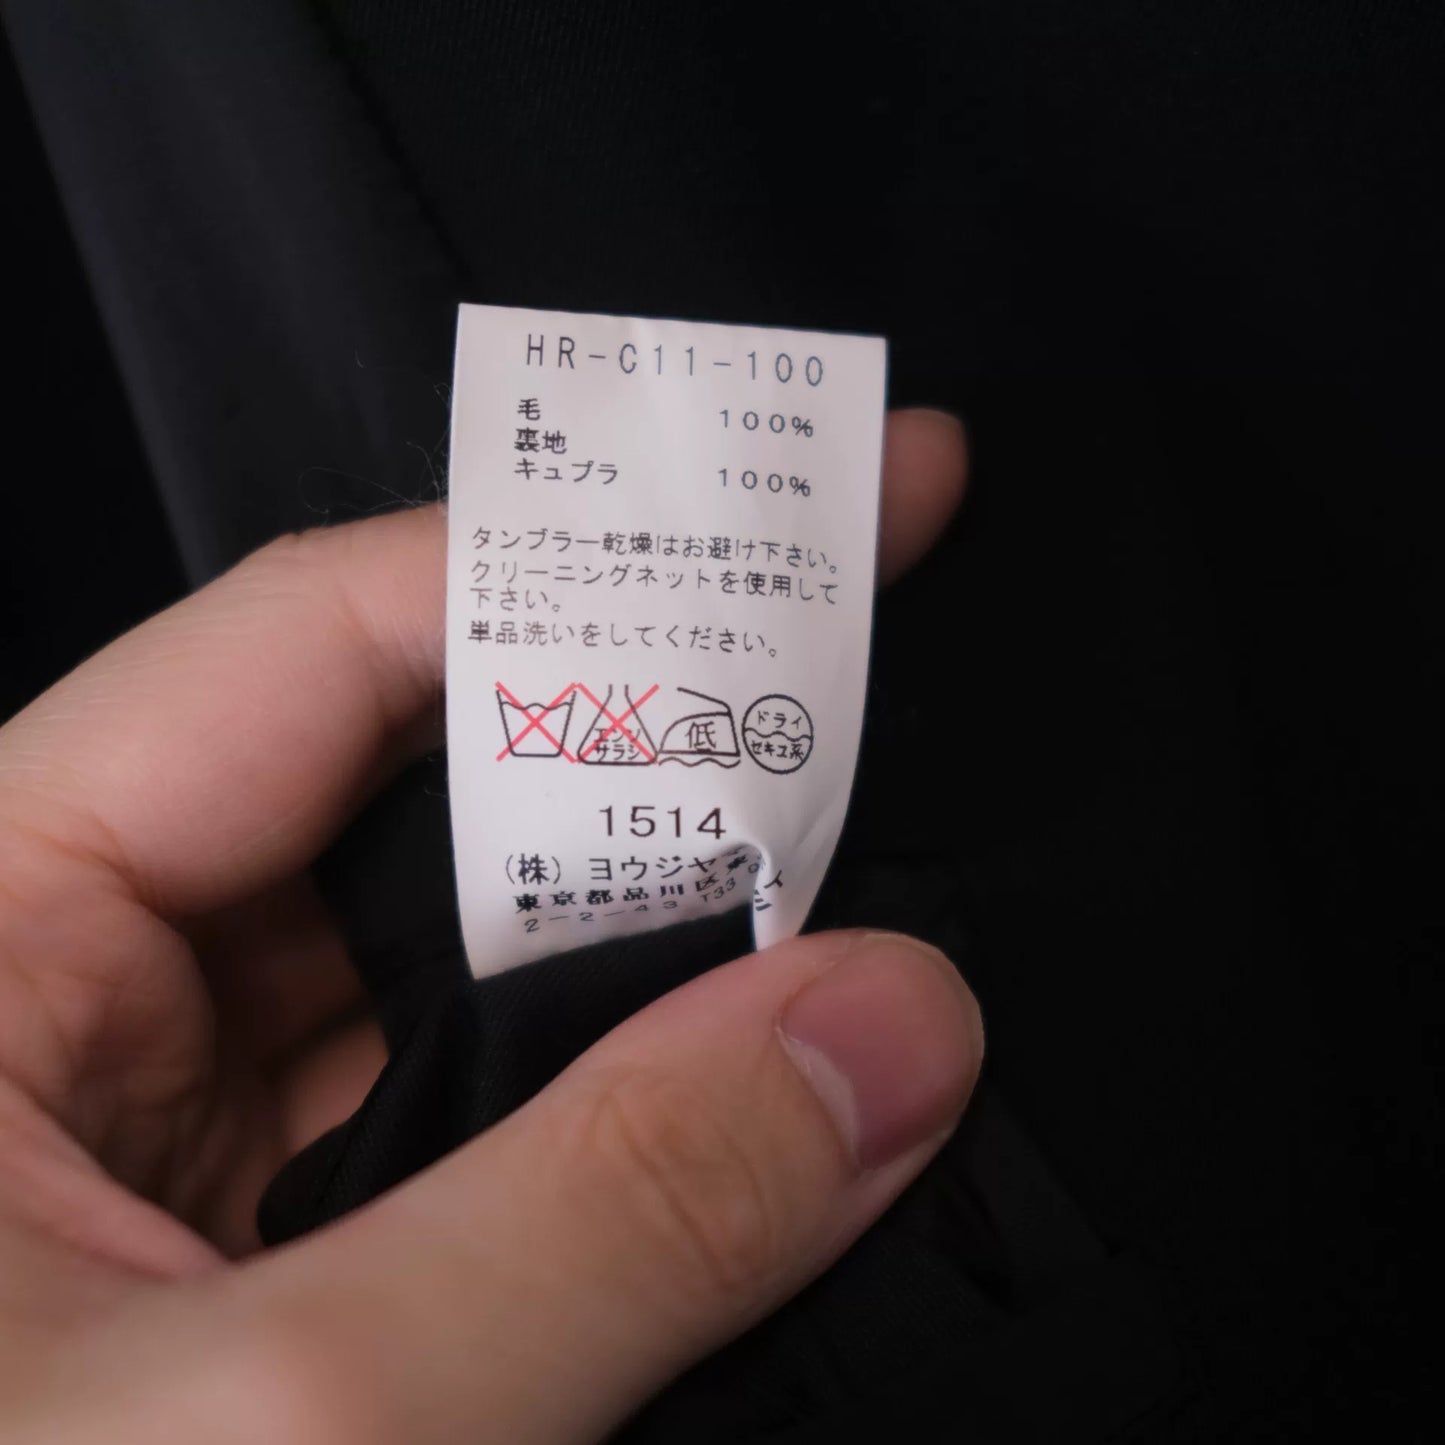 HR-C11-100
毛 100%
裏地
キュプラ 100%
タンブラー乾燥はお避け下さい。
クリーニングネットを使用して
下さい。
単品洗いをしてください。
エンソ
サラシ
低
ドライ
セキユ系
1514
(株) ヨウジヤ
東京都品川区東
2-2-43